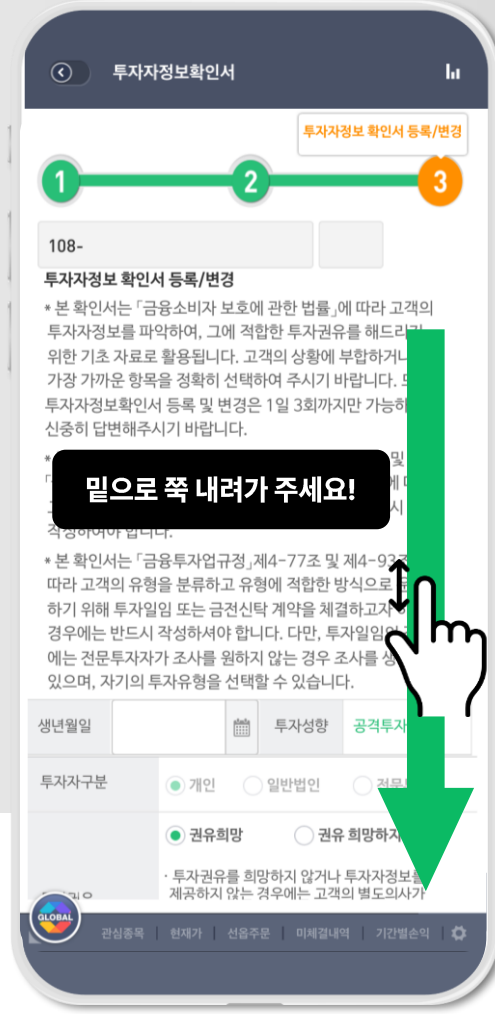 투자자정보확인서
투자자정보 확인서 등록/변경
1 2 3
108-
투자자정보 확인서 등록/변경
* 본 확인서는 「금융소비자 보호에 관한 법률」에 따라 고객의
투자자정보를 파악하여, 그에 적합한 투자권유를 해드리기
위한 기초 자료로 활용됩니다. 고객의 상황에 부합하거나
가장 가까운 항목을 정확히 선택하여 주시기 바랍니다.
투자자정보확인서 등록 및 변경은 1일 3회까지만 가능하
신중히 답변해주시기 바랍니다.
* 및
밑으로 쭉 내려가 주세요!
시
작성하여야 합니다.
* 본 확인서는 「금융투자업규정」제4-77조 및 제4-93조
따라 고객의 유형을 분류하고 유형에 적합한 방식으로
하기 위해 투자일임 또는 금전신탁 계약을 체결하고자
경우에는 반드시 작성하셔야 합니다. 다만, 투자일임
에는 전문투자자가 조사를 원하지 않는 경우 조사를 생
있으며, 자기의 투자유형을 선택할 수 있습니다.
생년월일 투자성향 공격투자
투자자구분 개인 일반법인 전문
권유희망 권유 희망하지
· 투자권유를 희망하지 않거나 투자자정보를
제공하지 않는 경우에는 고객의 별도의사가
GLOBAL
관심종목 현재가 선옵주문 미체결내역 기간별손익